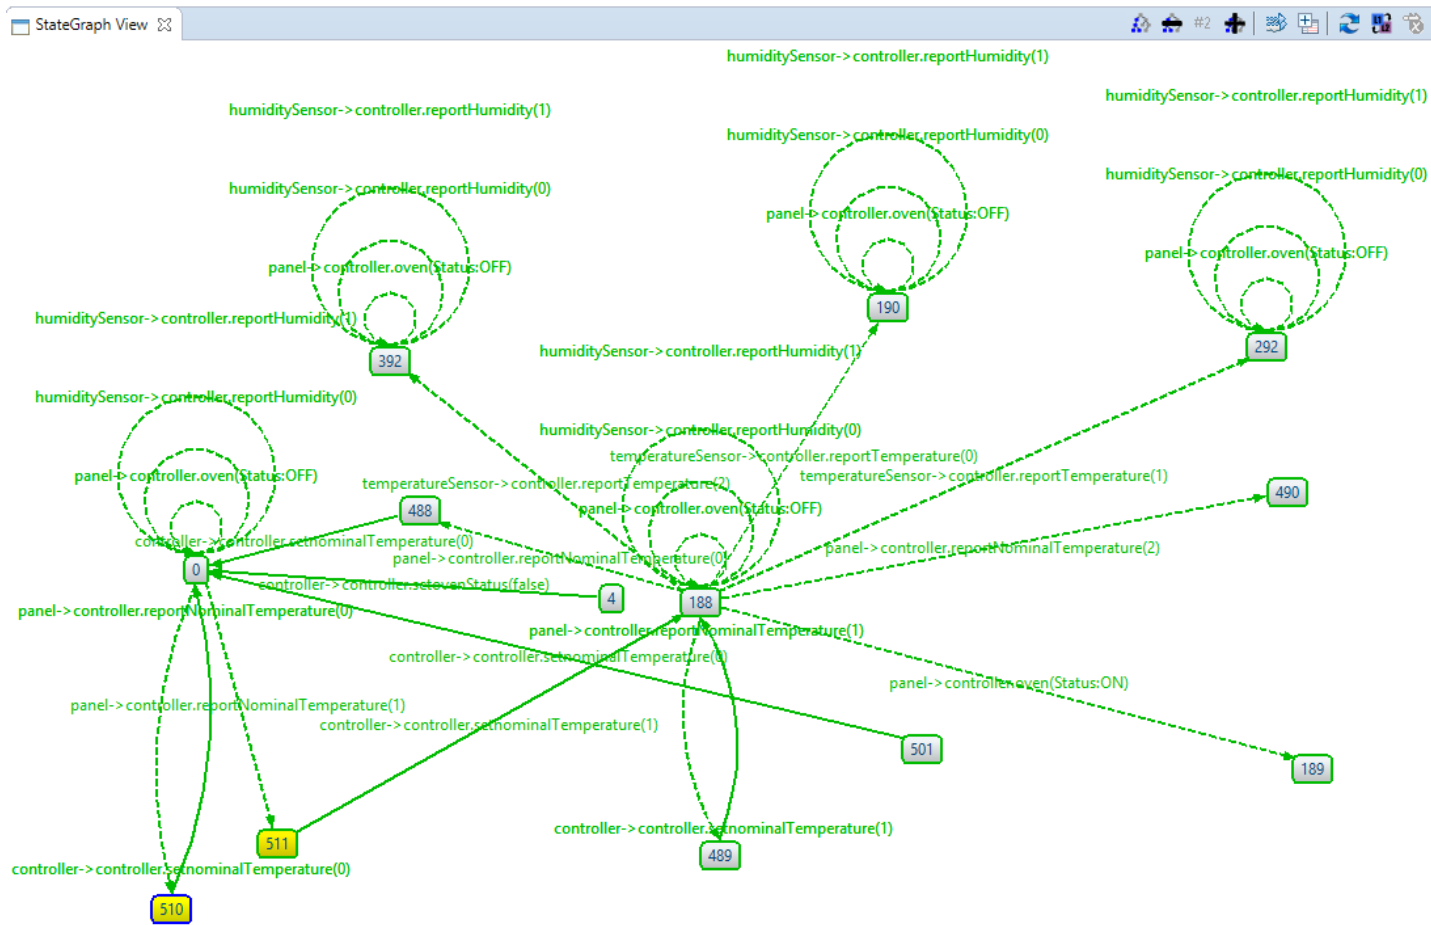 StateGraph View
#2
humiditySensor->controller.reportHumidity(1)
humiditySensor->controller.reportHumidity(1)
humiditySensor->controller.reportHumidity(1)
humiditySensor->controller.reportHumidity(0)
humiditySensor->controller.reportHumidity(0)
humiditySensor->controller.reportHumidity(0)
panel->controller.oven(Status:OFF)
panel->controller.oven(Status:OFF)
panel->controller.oven(Status:OFF)
190
humiditySensor->controller.reportHumidity(1)
292
humiditySensor->controller.reportHumidity(1)
392
humiditySensor->controller.reportHumidity(0)
humiditySensor->controller.reportHumidity(0)
temperatureSensor->controller.reportTemperature(0)
panel->controller.oven(Status:OFF)
temperatureSensor->controller.reportTemperature(1)
temperatureSensor->controller.reportTemperature(2)
490
488
panel->controller.oven(Status:OFF)
controller->controller.setnominalTemperature(0)
panel->controller.reportNominalTemperature(2)
panel->controller.reportNominalTemperature(0)
0
controller->controller.setovenStatus(false)
4
188
panel->controller.reportNominalTemperature(0)
panel->controller.reportNominalTemperature(1)
controller->controller.setnominalTemperature(0)
panel->controller.oven(Status:ON)
panel->controller.reportNominalTemperature(1)
controller->controller.setnominalTemperature(1)
501
189
controller->controller.setnominalTemperature(1)
511
489
controller->controller.setnominalTemperature(0)
510